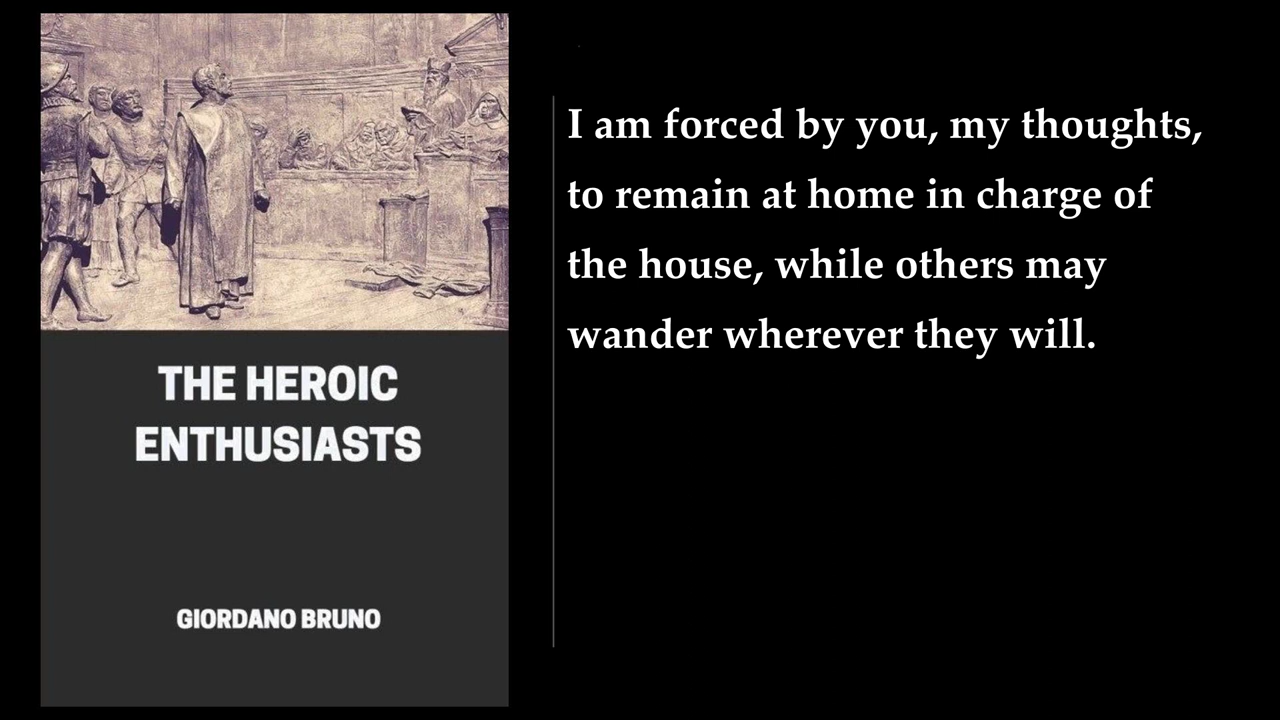 THE HEROIC
ENTHUSIASTS
GIORDANO BRUNO
I am forced by you, my thoughts,
to remain at home in charge of
the house, while others may
wander wherever they will.